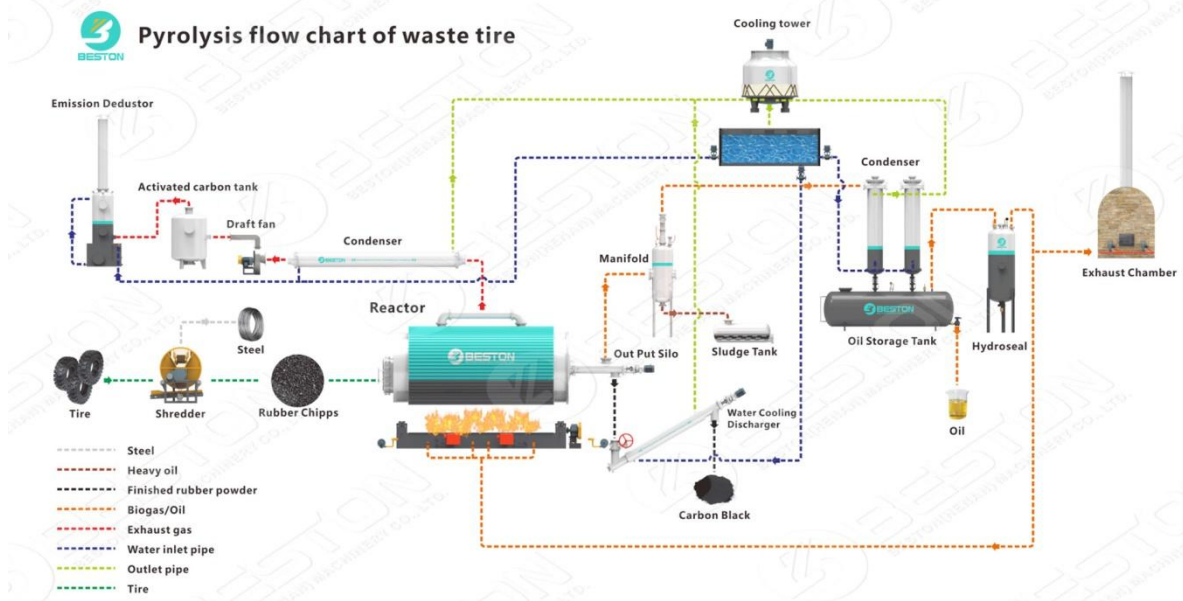 BESTON
Pyrolysis flow chart of waste tire
Cooling tower
Emission Dedustor
Activated carbon tank
Draft fan
Condenser
BESTON
Condenser
Manifold
Exhaust Chamber
Reactor
BESTON
BESTON
Steel
Out Put Silo
Sludge Tank
Oil Storage Tank
Hydroseal
Tire
Shredder
Rubber Chipps
Water Cooling
Discharger
Oil
Carbon Black
Steel
Heavy oil
Finished rubber powder
Biogas/Oil
Exhaust gas
Water inlet pipe
Outlet pipe
Tire